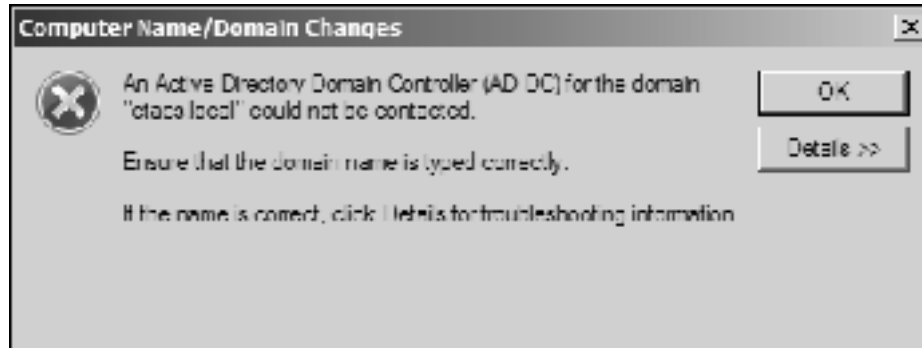 Computer Name/Domain Changes
An Active Directory Domain Controller (AD DC) for the domain
could not be contacted.
Ensure that the domain name is typed correctly.
If the name is correct, click Details for troubleshooting information
OK
Details >>